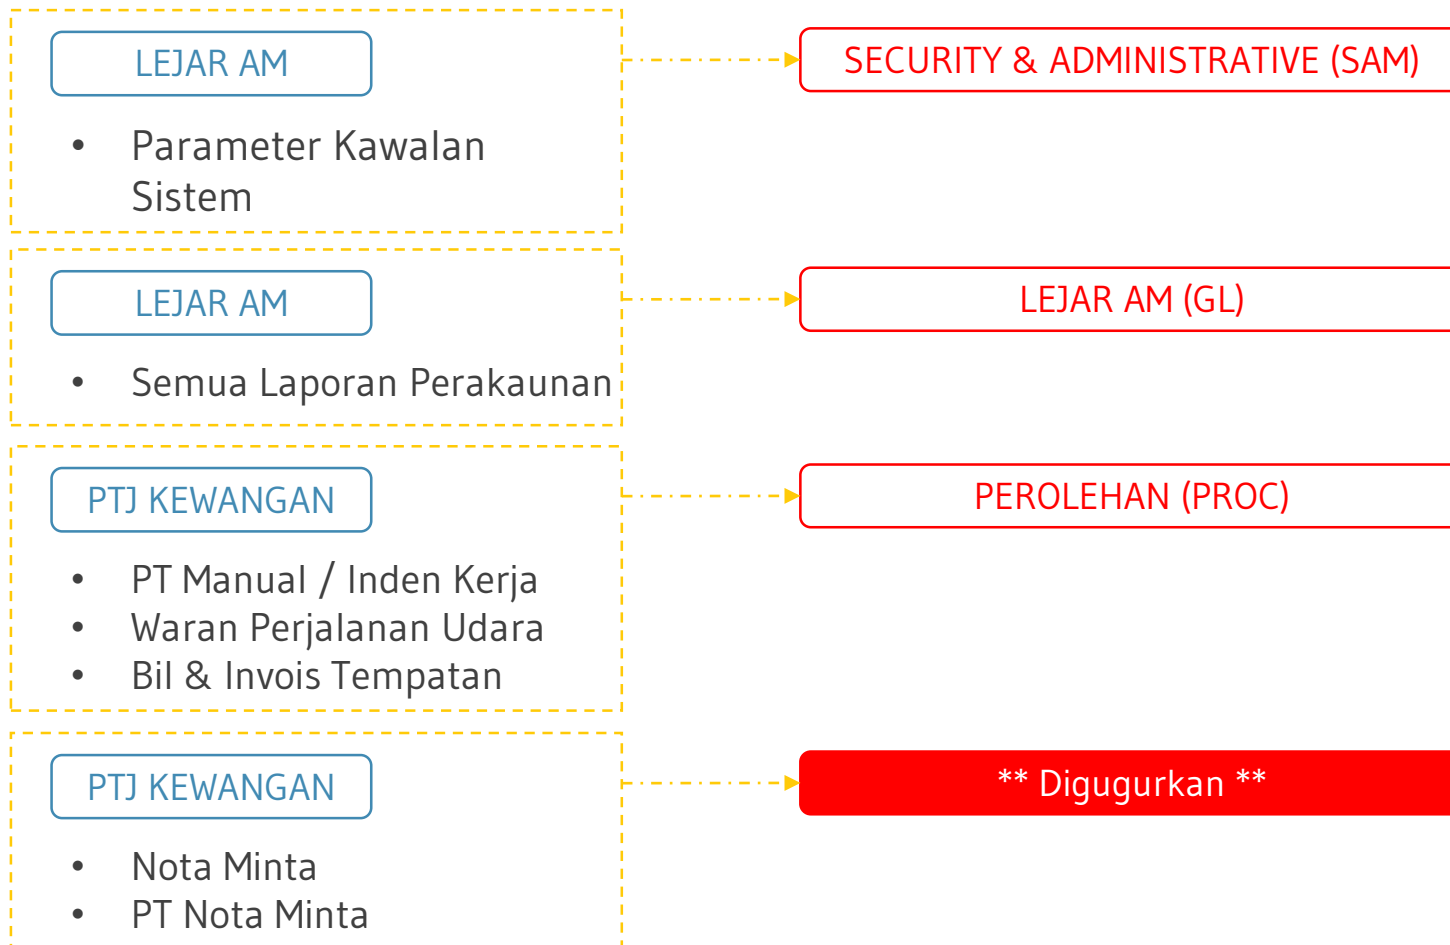 LEJAR AM
SECURITY & ADMINISTRATIVE (SAM)
• Parameter Kawalan
Sistem
LEJAR AM
LEJAR AM (GL)
• Semua Laporan Perakaunan
PTJ KEWANGAN
PEROLEHAN (PROC)
• PT Manual / Inden Kerja
• Waran Perjalanan Udara
• Bil & Invois Tempatan
PTJ KEWANGAN
** Digugurkan **
• Nota Minta
• PT Nota Minta